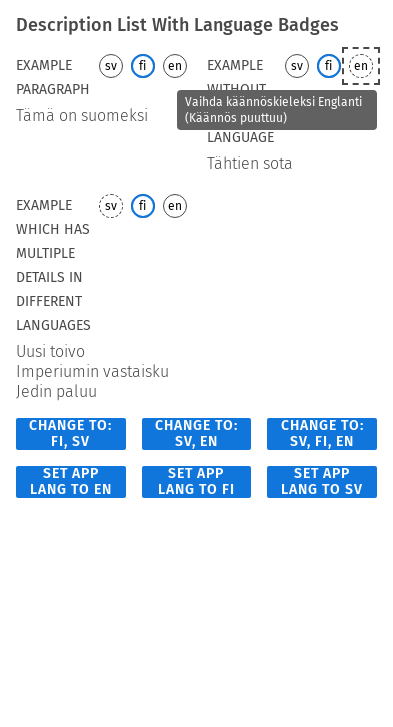 Description List With Language Badges
EXAMPLE PARAGRAPH
sv fi en
Tämä on suomeksi
EXAMPLE
sv fi en
Vaihda käännöskieleksi Englanti
(Käännös puuttuu)
LANGUAGE
Tähtien sota
EXAMPLE
WHICH HAS
MULTIPLE
DETAILS IN
DIFFERENT
LANGUAGES
sv fi en
Uusi toivo
Imperiumin vastaisku
Jedin paluu
CHANGE TO:
FI, SV
CHANGE TO:
SV, EN
CHANGE TO:
SV, FI, EN
SET APP
LANG TO EN
SET APP
LANG TO FI
SET APP
LANG TO SV